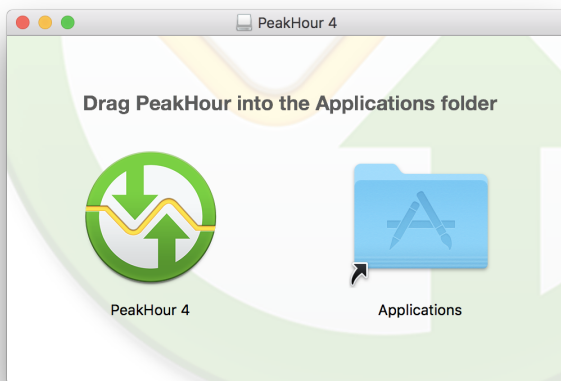 PeakHour 4
Drag PeakHour into the Applications folder
PeakHour 4
Applications